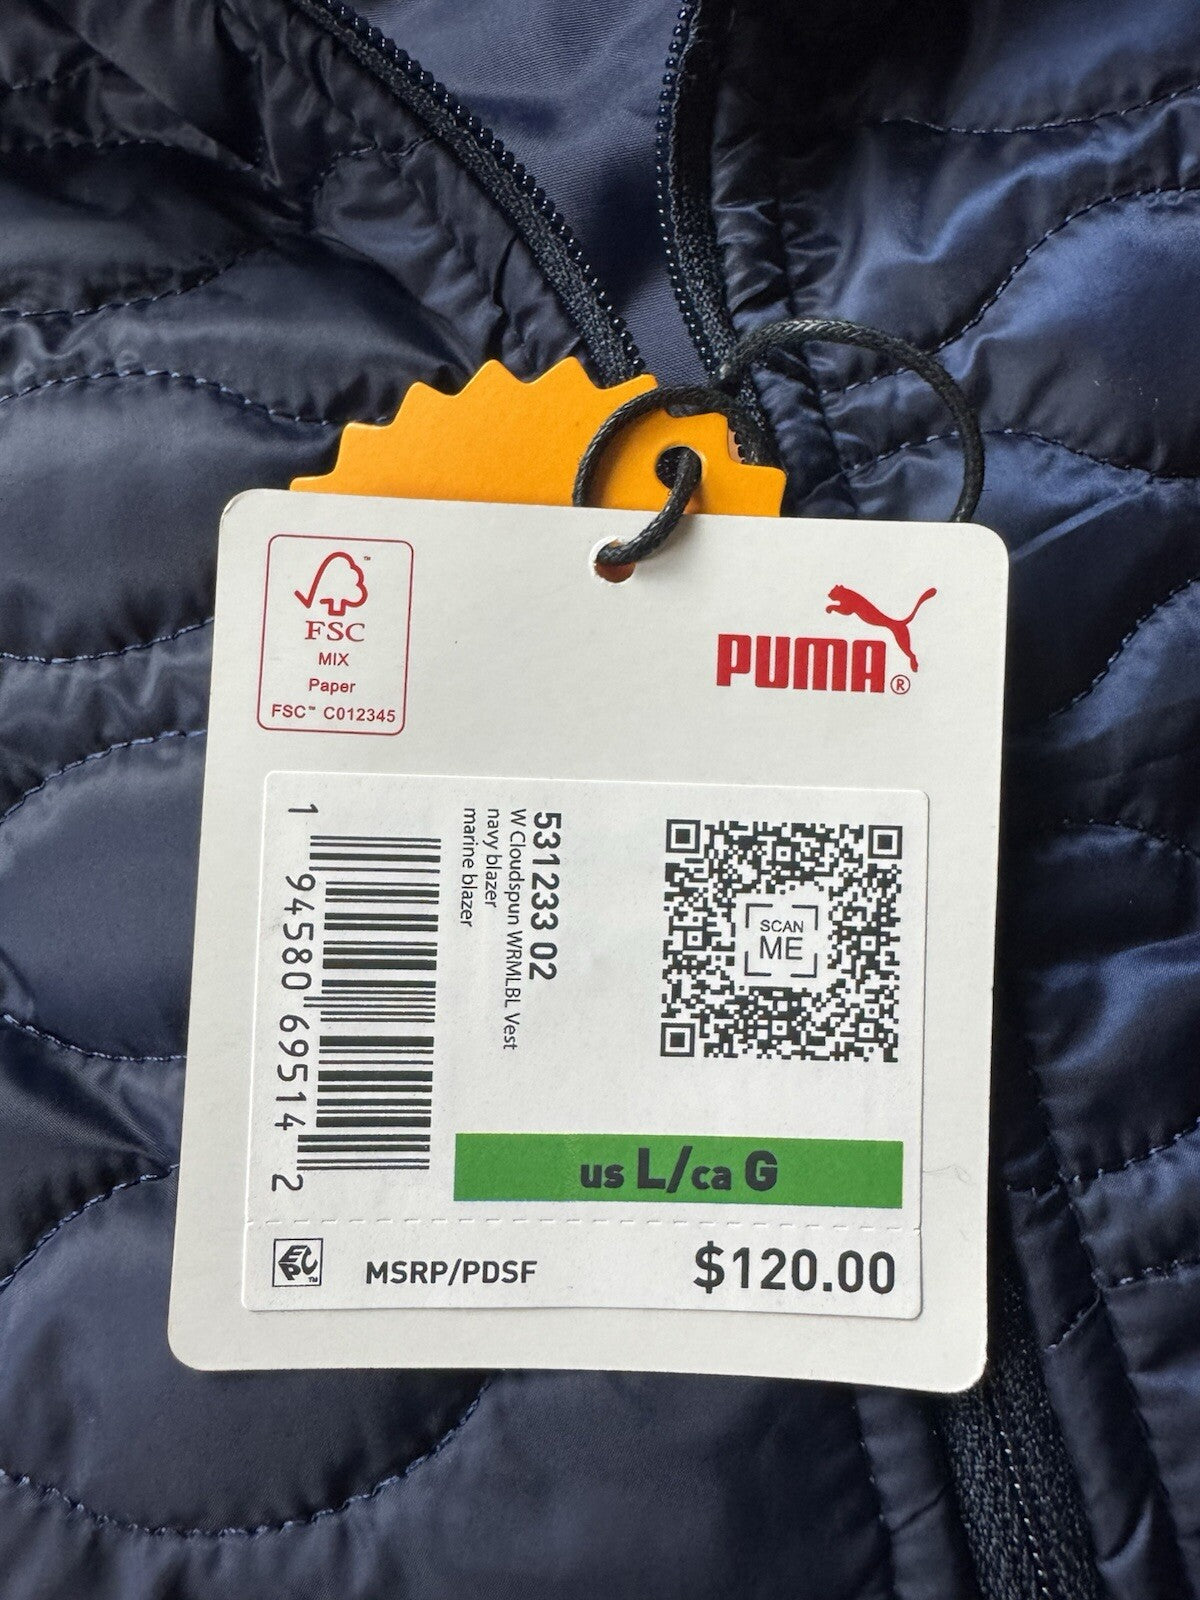 FSC
MIX
Paper
FSC™ C012345
PUMA®
531233 02
W Cloudspun WRMLBL Vest
navy blazer
marine blazer
1 94580 69514 2
SCAN
ME
us L/ca G
EPC™
MSRP/PDSF
$120.00